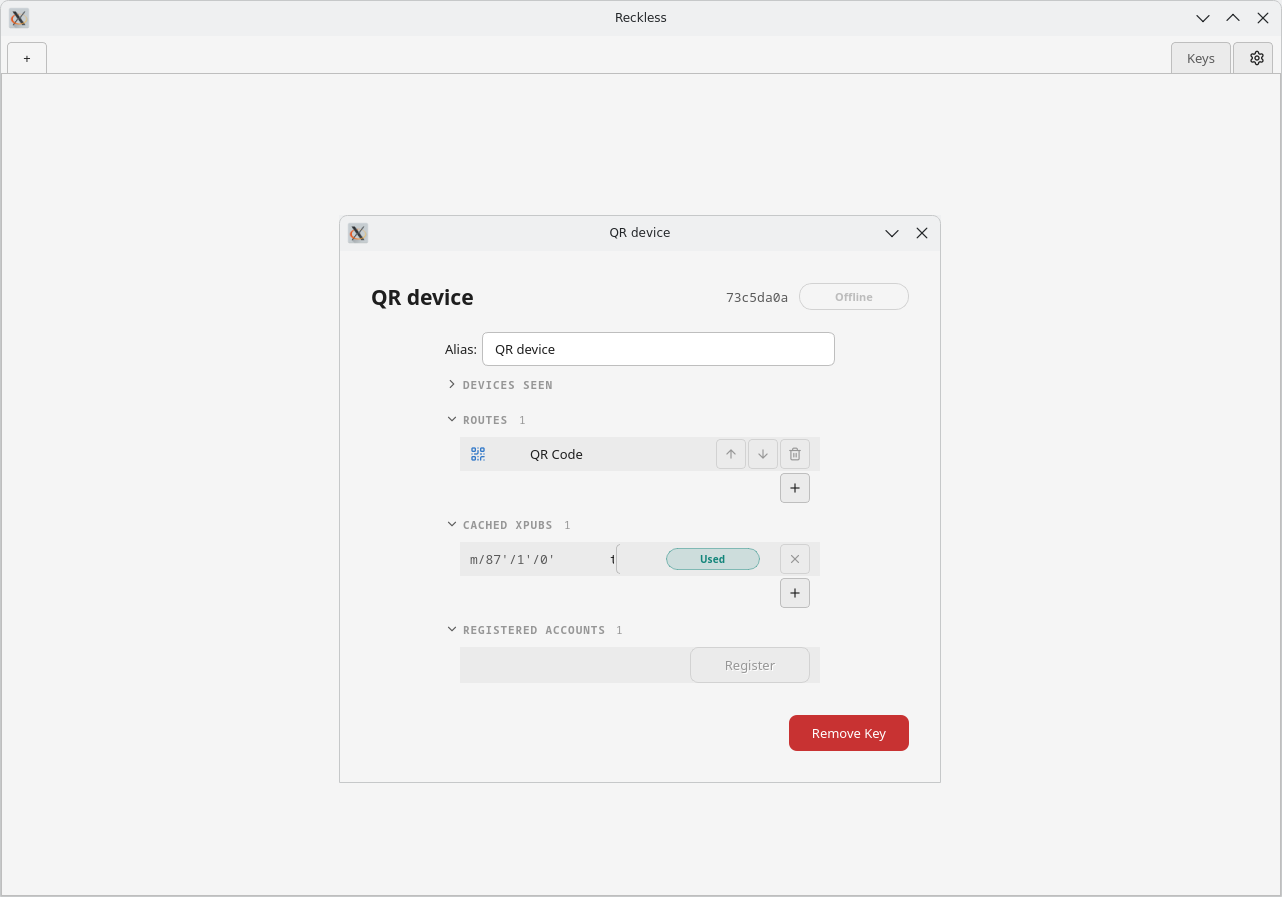 Reckless
+
Keys
QR device
QR device
73c5da0a
Offline
Alias:
QR device
DEVICES SEEN
ROUTES 1
QR Code
+
CACHED XPUBS 1
m/87'/1'/0'
Used
+
REGISTERED ACCOUNTS 1
Register
Remove Key